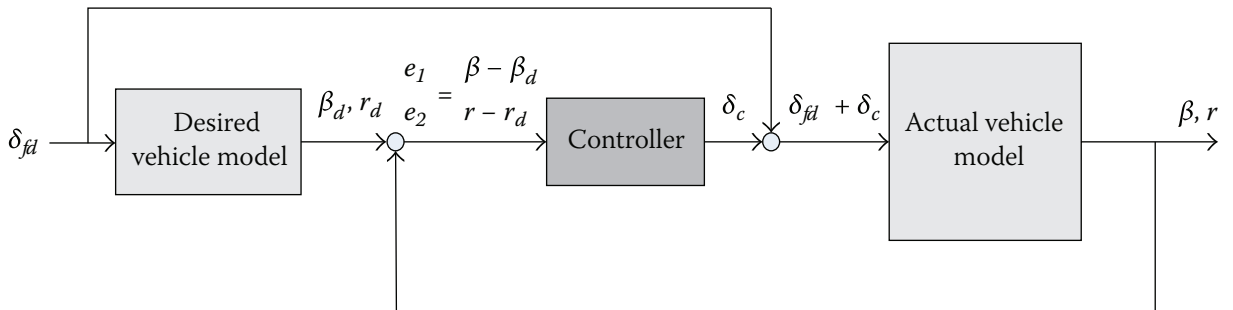 δfd
Desired
vehicle model
βd, rd
e1
e2
=
β − βd
r − rd
Controller
δc
δfd + δc
Actual vehicle
model
β, r